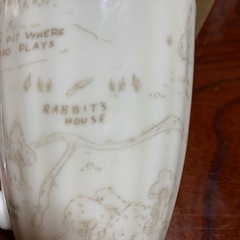 PIT WHERE
OO PLAYS
RABBIT'S
HOUSE